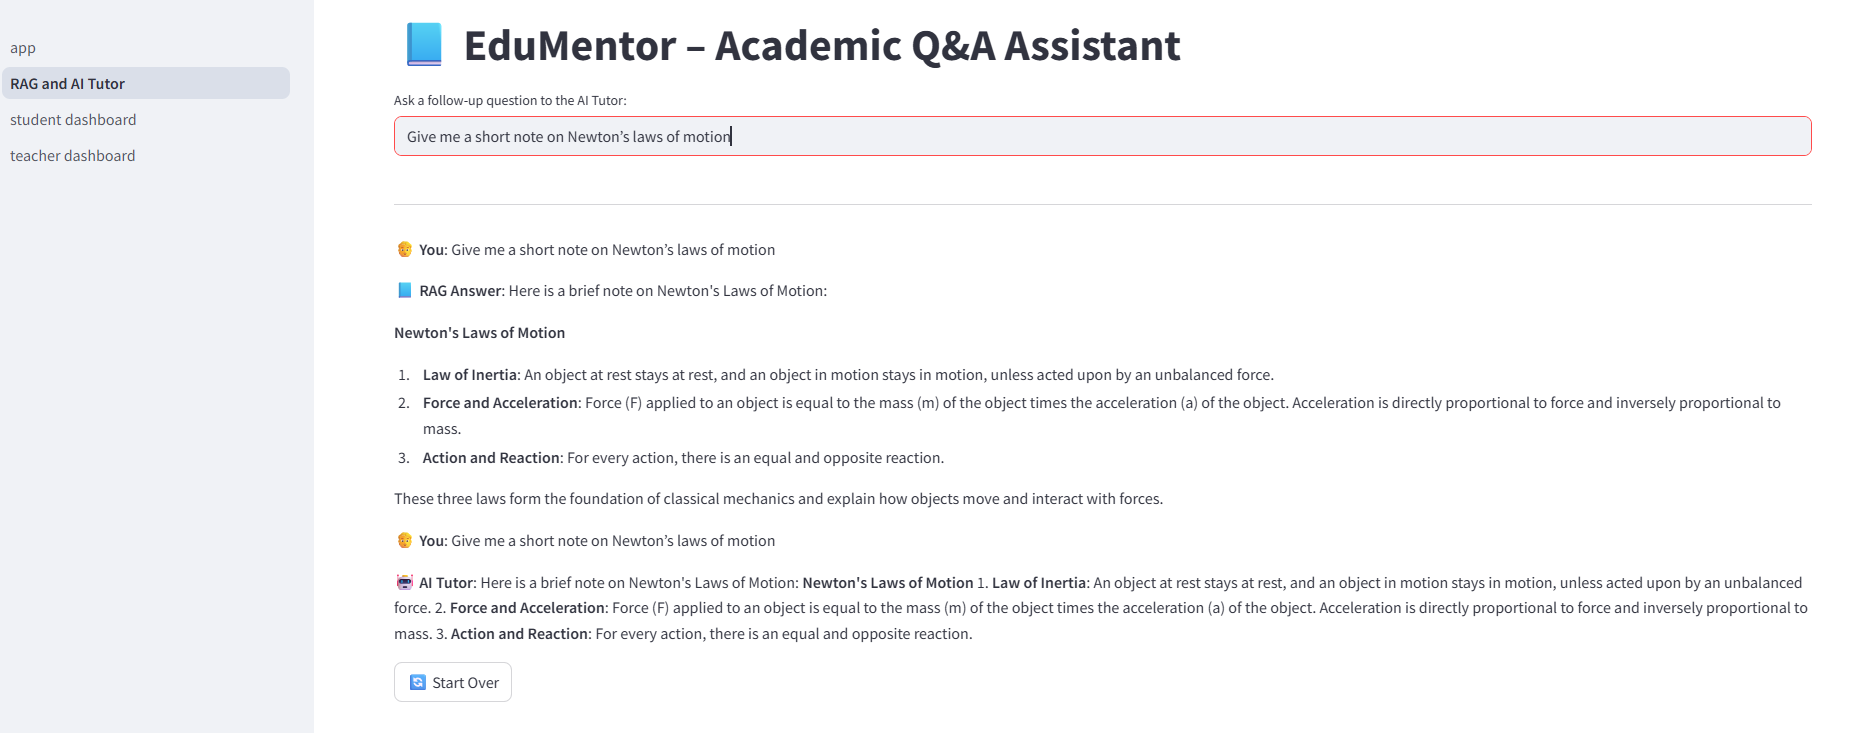 app
RAG and AI Tutor
student dashboard
teacher dashboard
EduMentor – Academic Q&A Assistant
Ask a follow-up question to the AI Tutor:
Give me a short note on Newton’s laws of motion
You: Give me a short note on Newton’s laws of motion
RAG Answer: Here is a brief note on Newton's Laws of Motion:
Newton's Laws of Motion
1. Law of Inertia: An object at rest stays at rest, and an object in motion stays in motion, unless acted upon by an unbalanced force.
2. Force and Acceleration: Force (F) applied to an object is equal to the mass (m) of the object times the acceleration (a) of the object. Acceleration is directly proportional to force and inversely proportional to
mass.
3. Action and Reaction: For every action, there is an equal and opposite reaction.
These three laws form the foundation of classical mechanics and explain how objects move and interact with forces.
You: Give me a short note on Newton’s laws of motion
AI Tutor: Here is a brief note on Newton's Laws of Motion: Newton's Laws of Motion 1. Law of Inertia: An object at rest stays at rest, and an object in motion stays in motion, unless acted upon by an unbalanced
force. 2. Force and Acceleration: Force (F) applied to an object is equal to the mass (m) of the object times the acceleration (a) of the object. Acceleration is directly proportional to force and inversely proportional to
mass. 3. Action and Reaction: For every action, there is an equal and opposite reaction.
Start Over